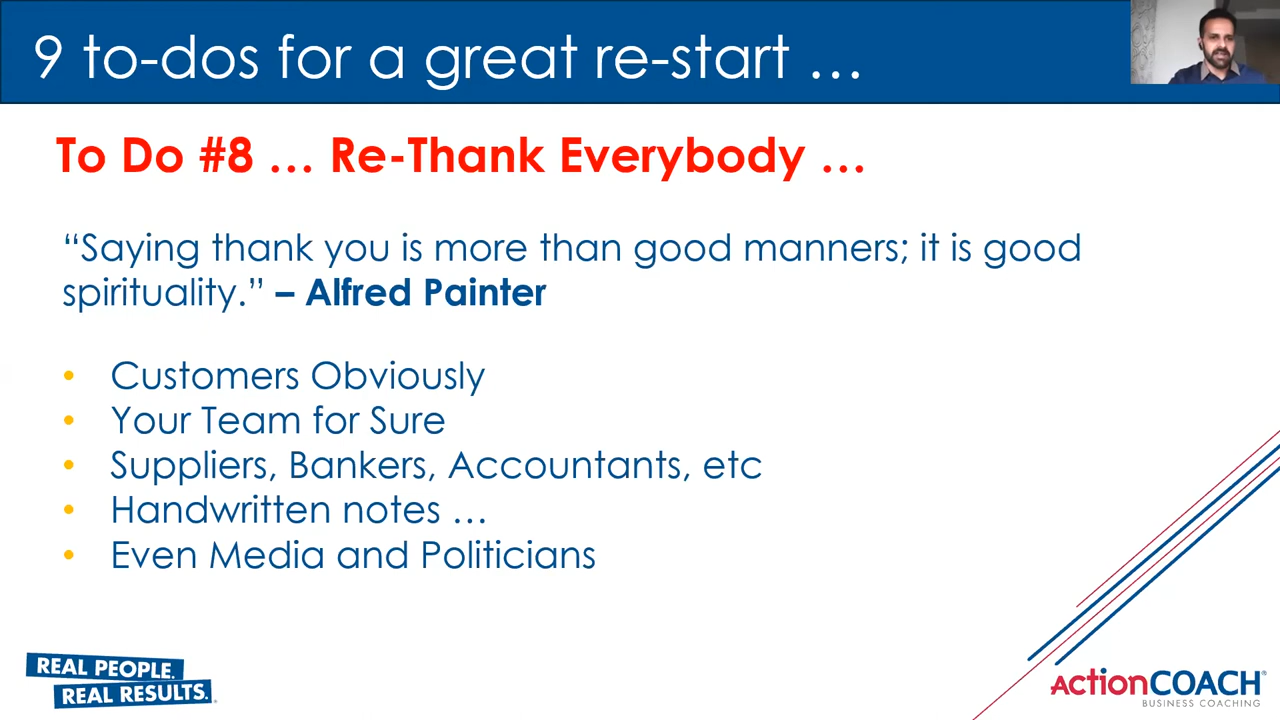 9 to-dos for a great re-start …
To Do #8 … Re-Thank Everybody …
“Saying thank you is more than good manners; it is good
spirituality.” – Alfred Painter
• Customers Obviously
• Your Team for Sure
• Suppliers, Bankers, Accountants, etc
• Handwritten notes …
• Even Media and Politicians
REAL PEOPLE.
REAL RESULTS.
ActionCOACH®
BUSINESS COACHING